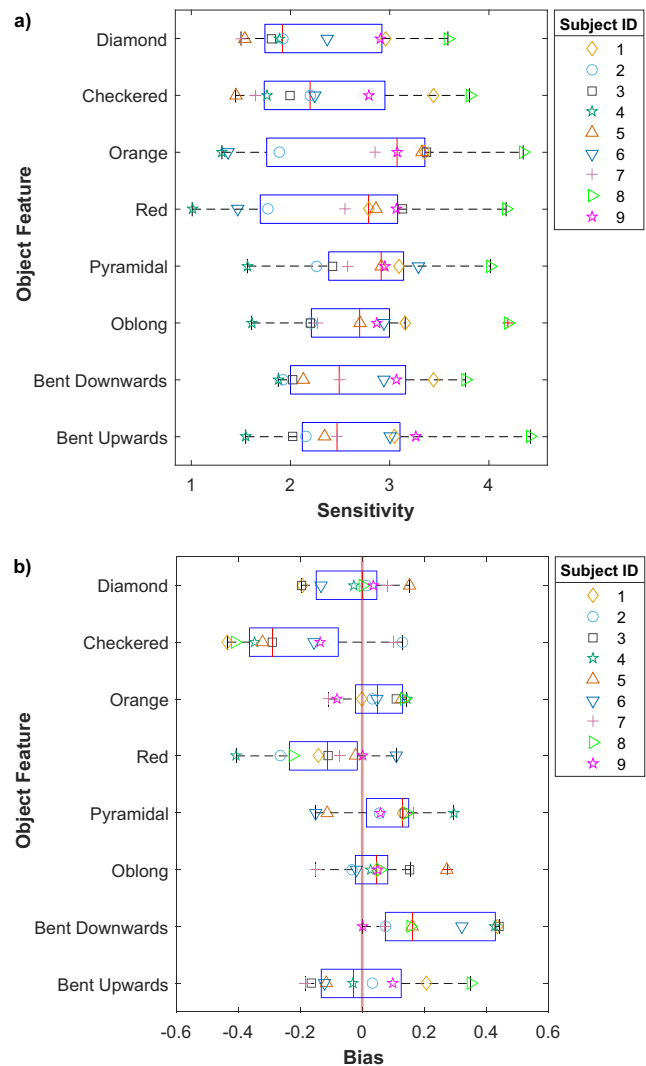 a)
Object Feature
Diamond
Checkered
Orange
Red
Pyramidal
Oblong
Bent Downwards
Bent Upwards
1 2 3 4
Sensitivity
Subject ID
1
2
3
4
5
6
7
8
9
b)
Object Feature
Diamond
Checkered
Orange
Red
Pyramidal
Oblong
Bent Downwards
Bent Upwards
-0.6 -0.4 -0.2 0 0.2 0.4 0.6
Bias
Subject ID
1
2
3
4
5
6
7
8
9